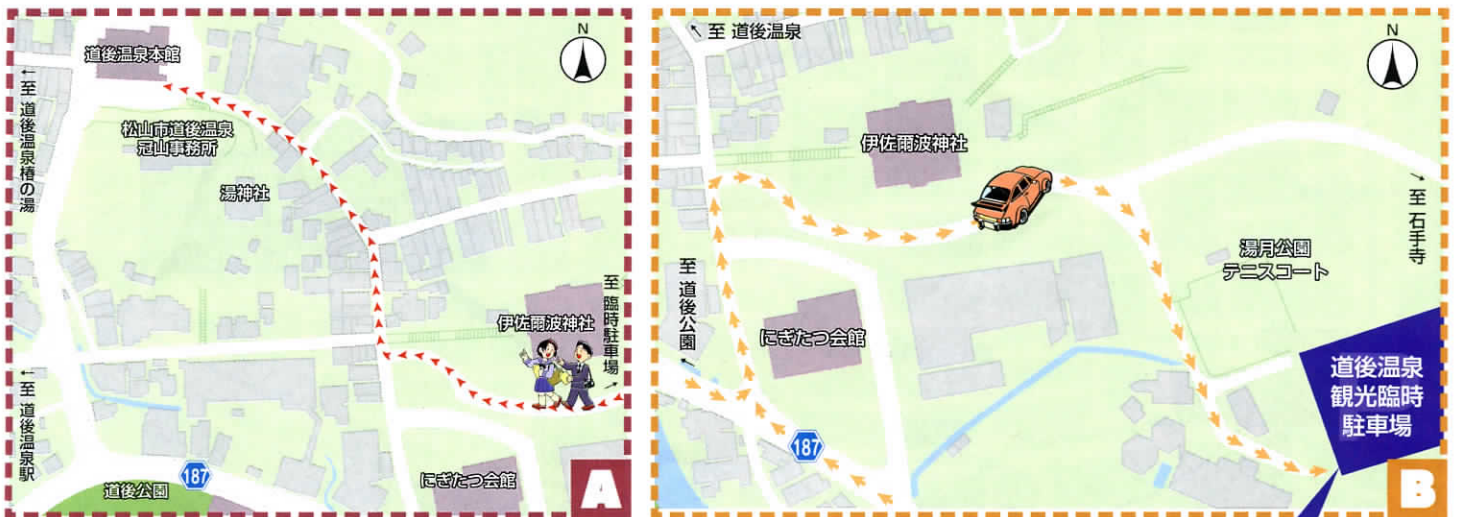 道後温泉本館
N
←至 道後温泉椿の湯
松山市道後温泉
冠山事務所
湯神社
伊佐爾波神社
至 臨時駐車場→
←至 道後温泉駅
187
道後公園
にぎたつ会館
A
↖至 道後温泉
N
伊佐爾波神社
→至 石手寺
湯月公園
テニスコート
至 道後公園
にぎたつ会館
187
道後温泉
観光臨時
駐車場
B